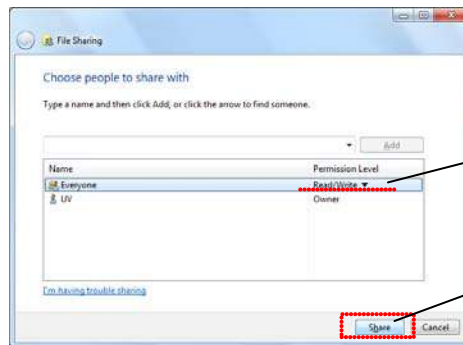 File Sharing
Choose people to share with
Type a name and then click Add, or click the arrow to find someone.
Add
Name Permission Level
Everyone Read/Write ▼
UV Owner
I'm having trouble sharing
Share Cancel